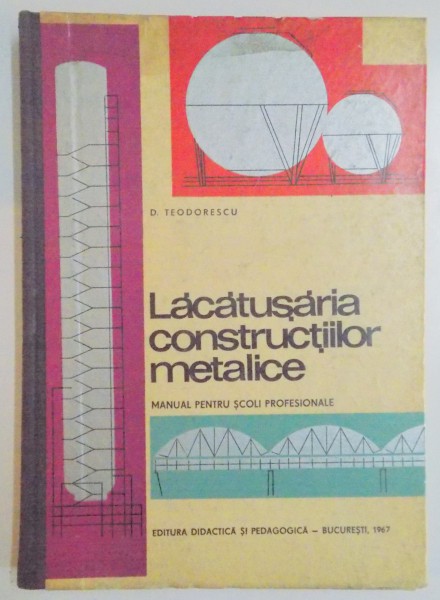 D. TEODORESCU
Lăcătuşăria
construcţiilor
metalice
MANUAL PENTRU ŞCOLI PROFESIONALE
EDITURA DIDACTICĂ ŞI PEDAGOGICĂ – BUCUREŞTI, 1967